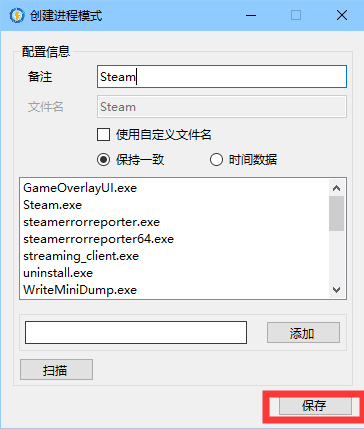 创建进程模式
配置信息
备注 Steam
文件名 Steam
使用自定义文件名
保持一致 时间数据
GameOverlayUI.exe
Steam.exe
steamerrorreporter.exe
steamerrorreporter64.exe
streaming_client.exe
uninstall.exe
WriteMiniDump.exe
添加
扫描
保存